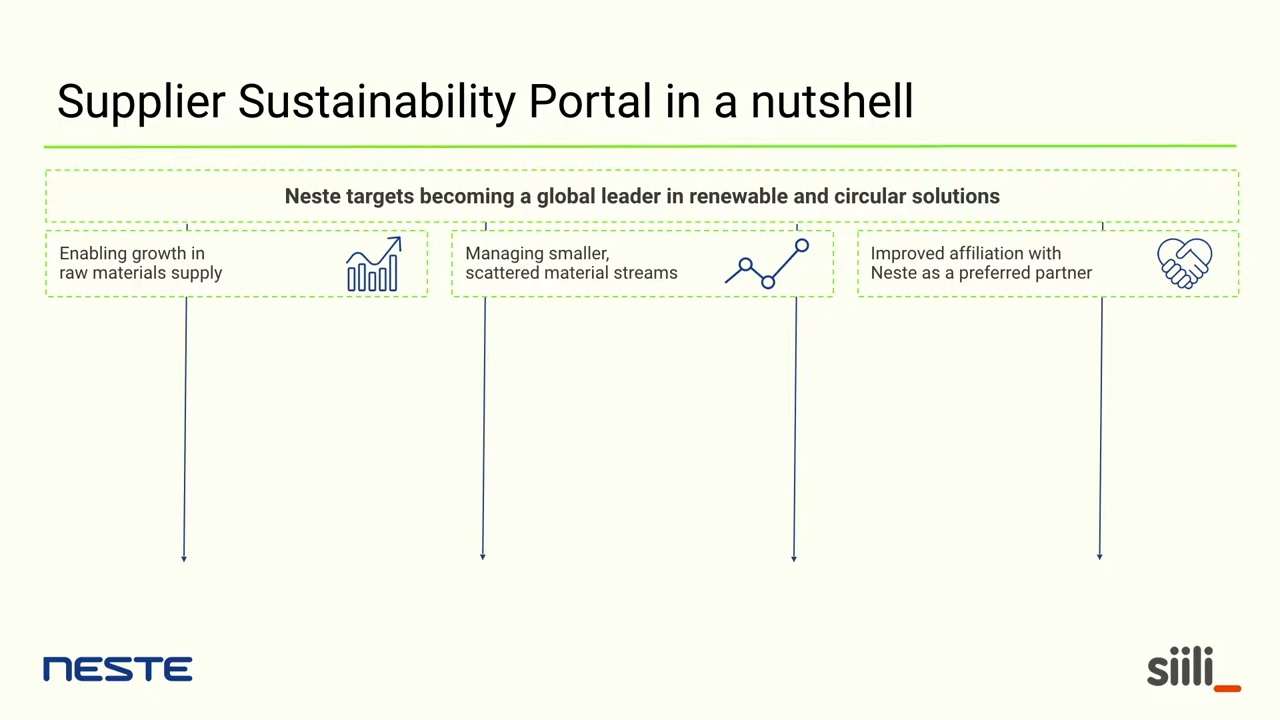 Supplier Sustainability Portal in a nutshell
Neste targets becoming a global leader in renewable and circular solutions
Enabling growth in
raw materials supply
Managing smaller,
scattered material streams
Improved affiliation with
Neste as a preferred partner
NESTE
siili_